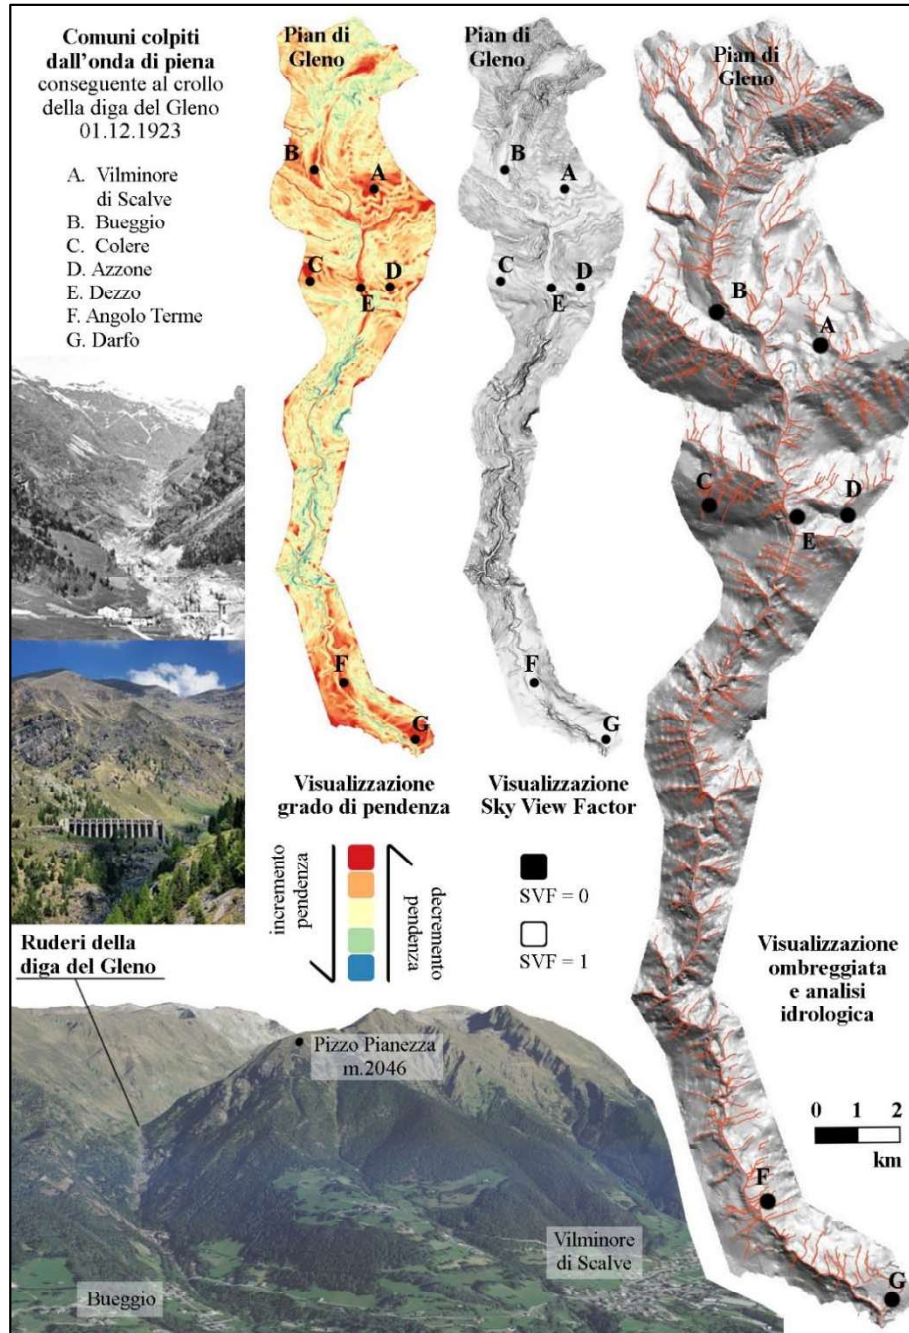 Comuni colpiti
dall'onda di piena
conseguente al crollo
della diga del Gleno
01.12.1923
A. Vilminore
di Scalve
B. Bueggio
C. Colere
D. Azzone
E. Dezzo
F. Angolo Terme
G. Darfo
Pian di
Gleno
B
A
C
D
E
F
G
Visualizzazione
grado di pendenza
incremento
pendenza
decremento
pendenza
Pian di
Gleno
B
A
C
D
E
F
G
Visualizzazione
Sky View Factor
SVF = 0
SVF = 1
Pian di
Gleno
B
A
C
D
E
F
G
Visualizzazione
ombreggiata
e analisi
idrologica
0 1 2
km
Ruderi della
diga del Gleno
Pizzo Pianezza
m.2046
Vilminore
di Scalve
Bueggio